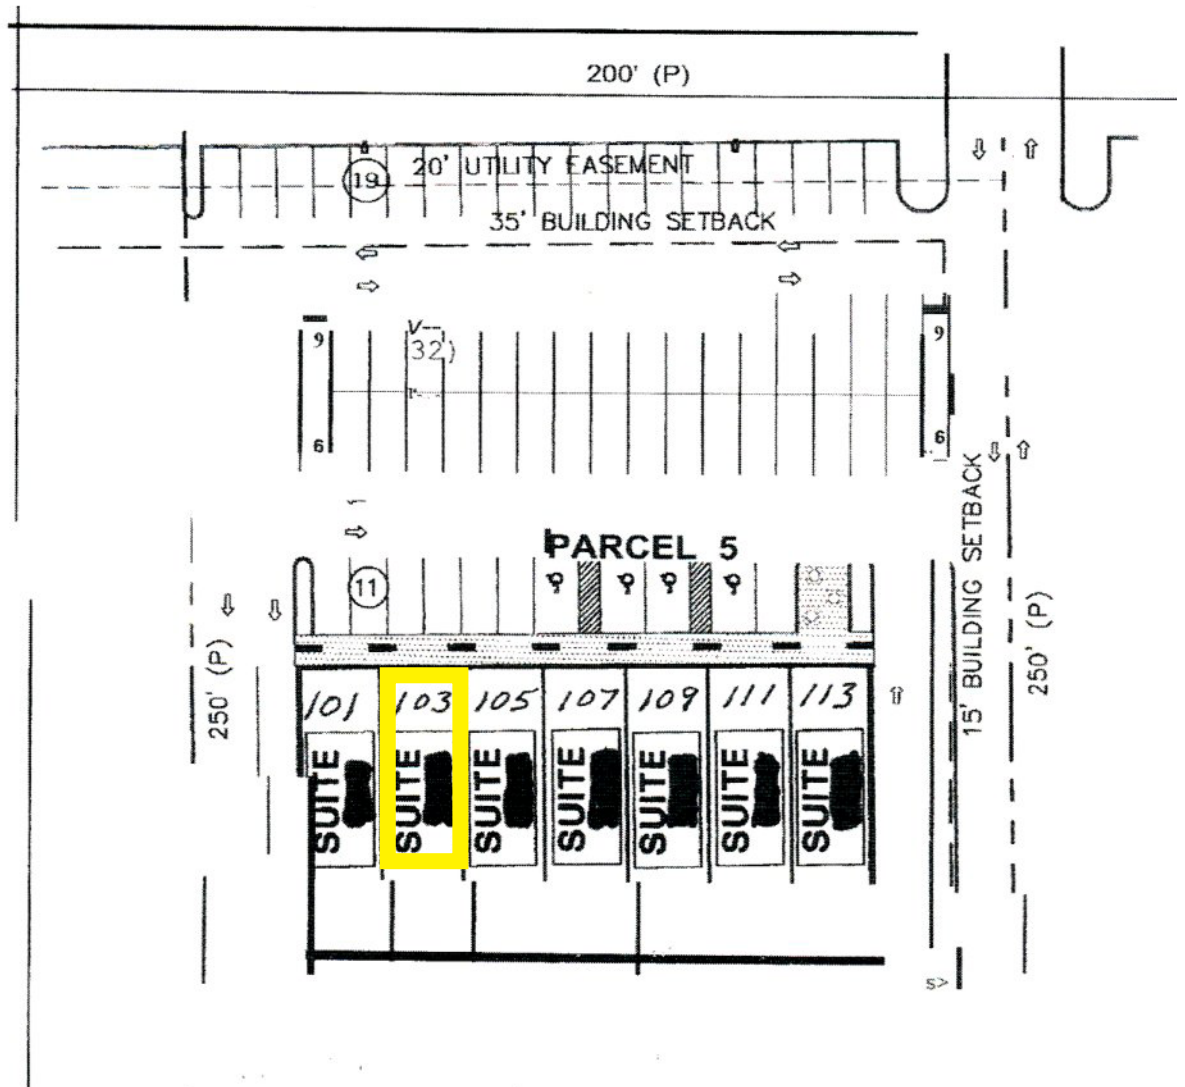 200' (P)
20' UTILITY EASEMENT
19
35' BUILDING SETBACK
9
32)
9
6
6
15' BUILDING SETBACK
PARCEL 5
11
250' (P)
250' (P)
101
103
105
107
109
111
113
SUITE
SUITE
SUITE
SUITE
SUITE
SUITE
SUITE
s>